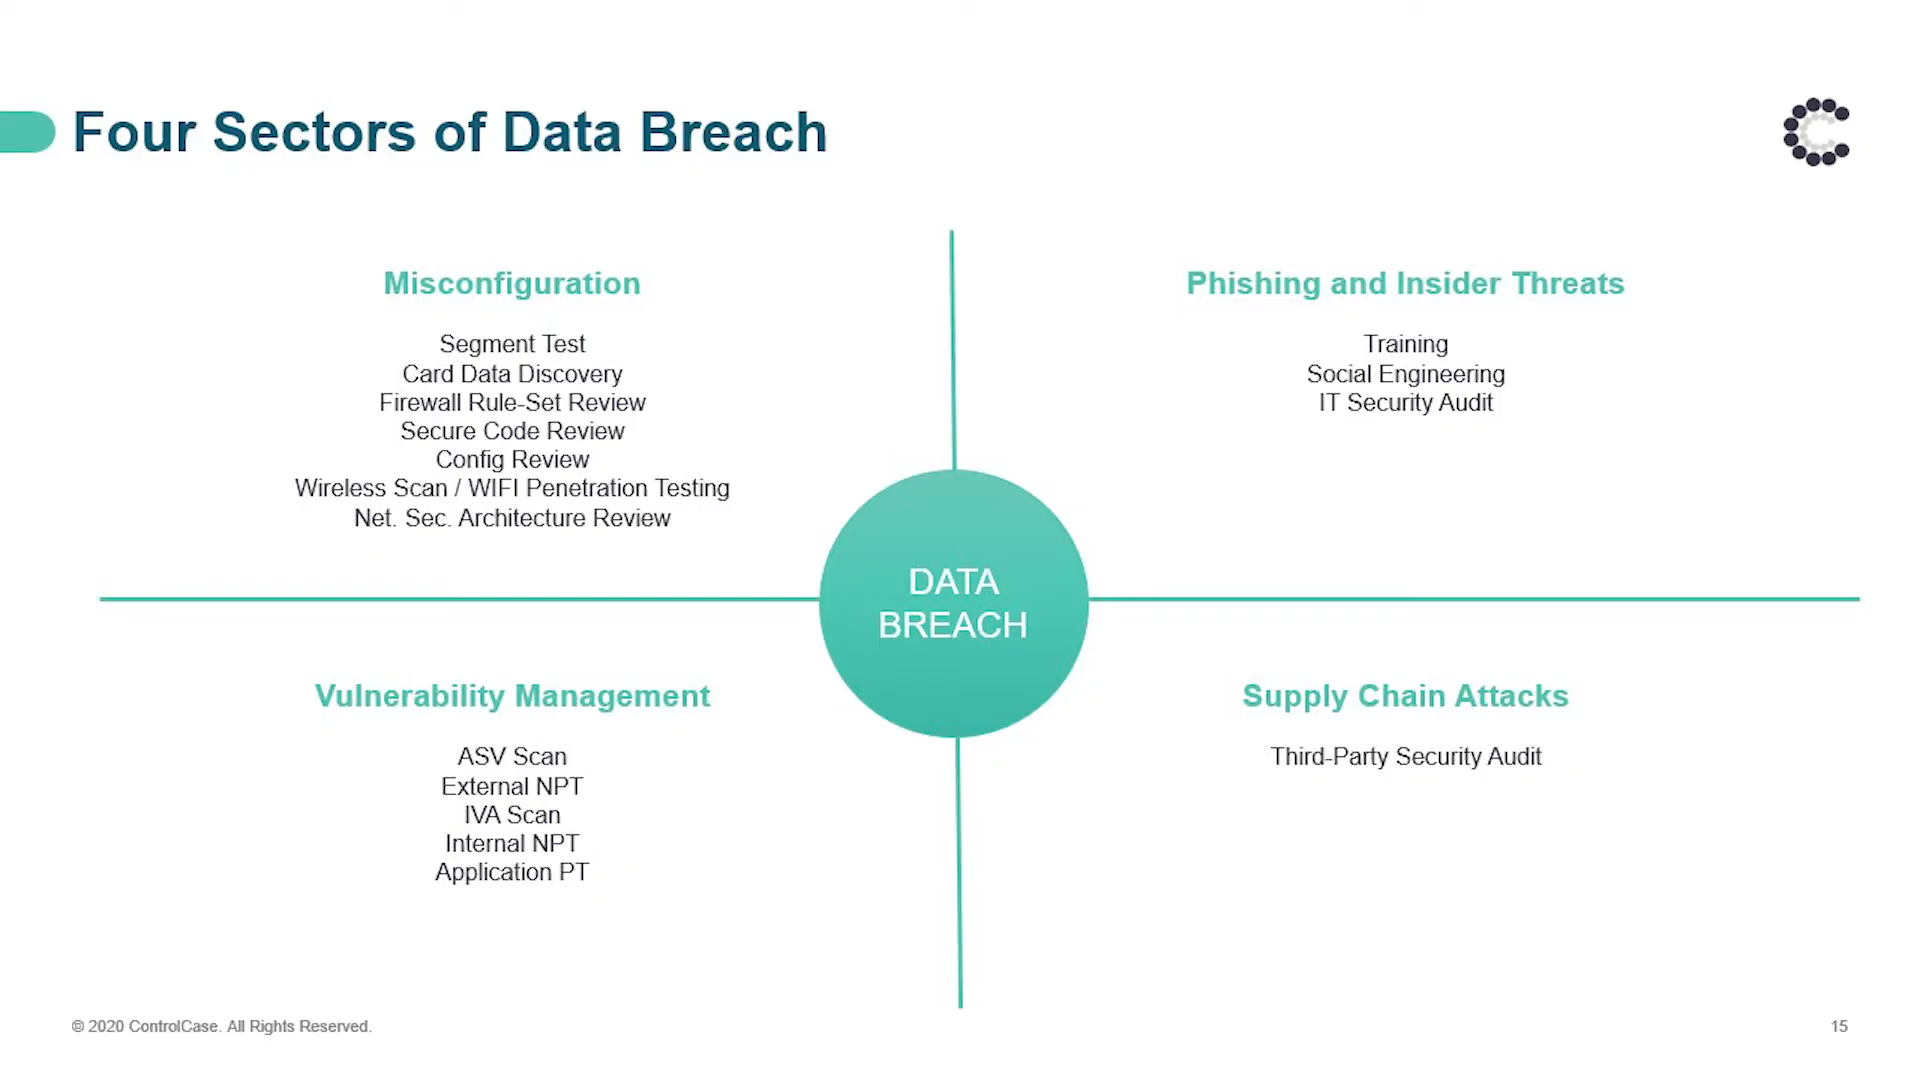 Four Sectors of Data Breach
Misconfiguration
Segment Test
Card Data Discovery
Firewall Rule-Set Review
Secure Code Review
Config Review
Wireless Scan / WIFI Penetration Testing
Net. Sec. Architecture Review
Phishing and Insider Threats
Training
Social Engineering
IT Security Audit
DATA
BREACH
Vulnerability Management
ASV Scan
External NPT
IVA Scan
Internal NPT
Application PT
Supply Chain Attacks
Third-Party Security Audit
© 2020 ControlCase. All Rights Reserved.
15